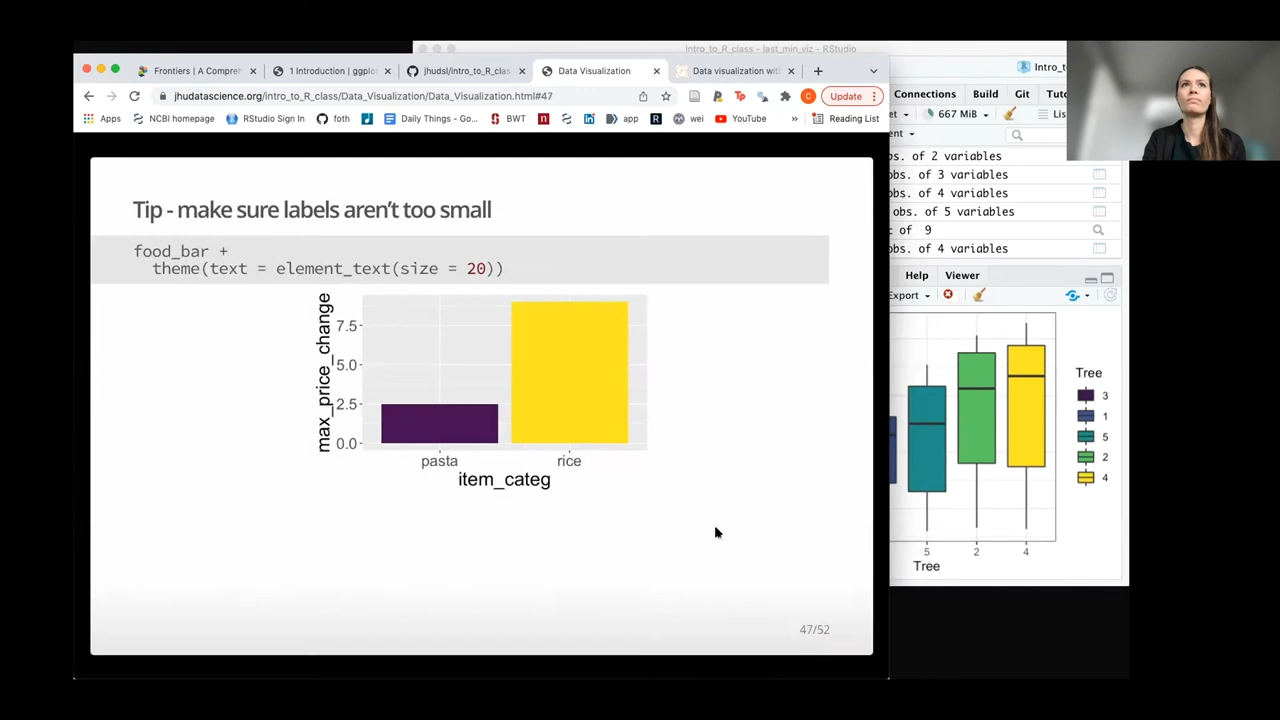 Intro_to_R_class - last_min_viz - RStudio
Frontiers | A Compreh
1 Introduction | ggplot
jhudsl/intro_to_R_clas
Data Visualization
Data visualization with
Intro_to
jhudatascience.org/intro_to_R_class/Data_Visualization/Data_Visualization.html#47
Update
Connections Build Git Tuto
Apps NCBI homepage RStudio Sign In foth Daily Things - Go... BWT app wei YouTube » Reading List
667 MiB
Tip - make sure labels aren't too small
food_bar +
theme(text = element_text(size = 20))
max_price_change
7.5
5.0
2.5
0.0
pasta rice
item_categ
47/52
bs. of 2 variables
obs. of 3 variables
obs. of 4 variables
obs. of 5 variables
of 9
obs. of 4 variables
Help Viewer
Export
Tree
3
1
5
2
4
5 2 4
Tree